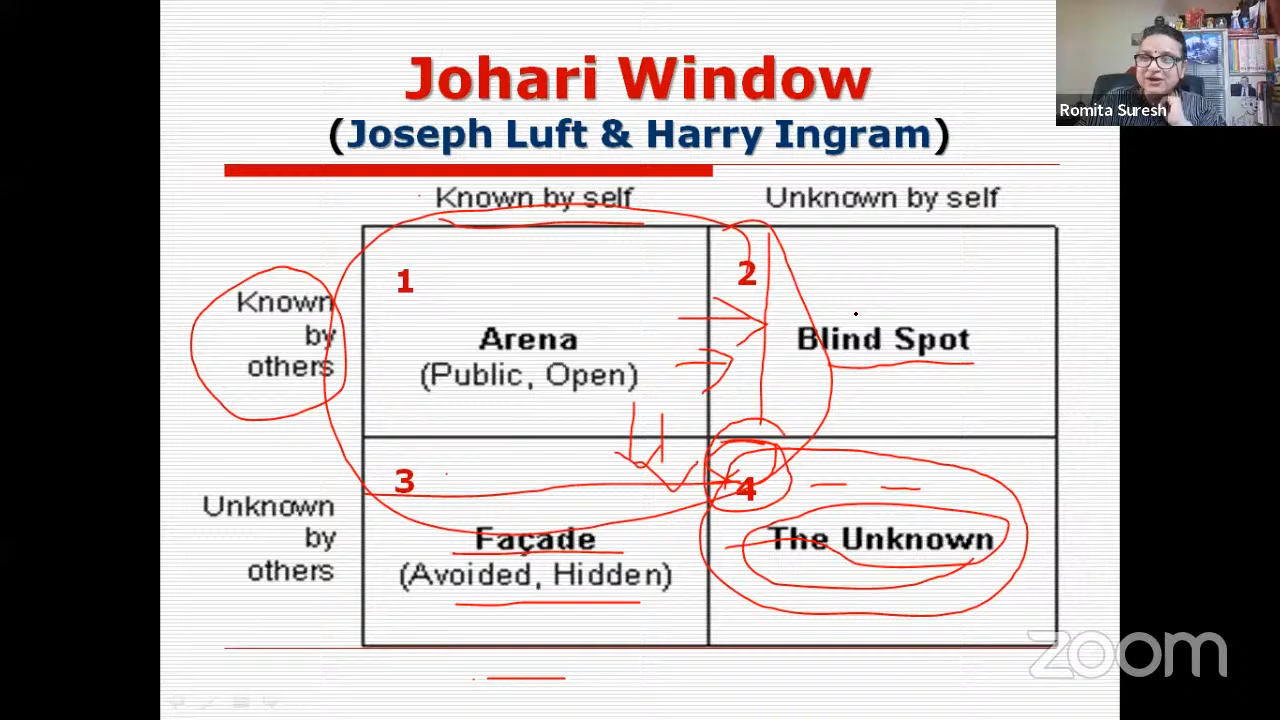 Johari Window
(Joseph Luft & Harry Ingram)
Romita Suresh
Known by self
Unknown by self
Known
by
others
1
Arena
(Public, Open)
2
Blind Spot
Unknown
by
others
3
Façade
(Avoided, Hidden)
4
The Unknown
zoom